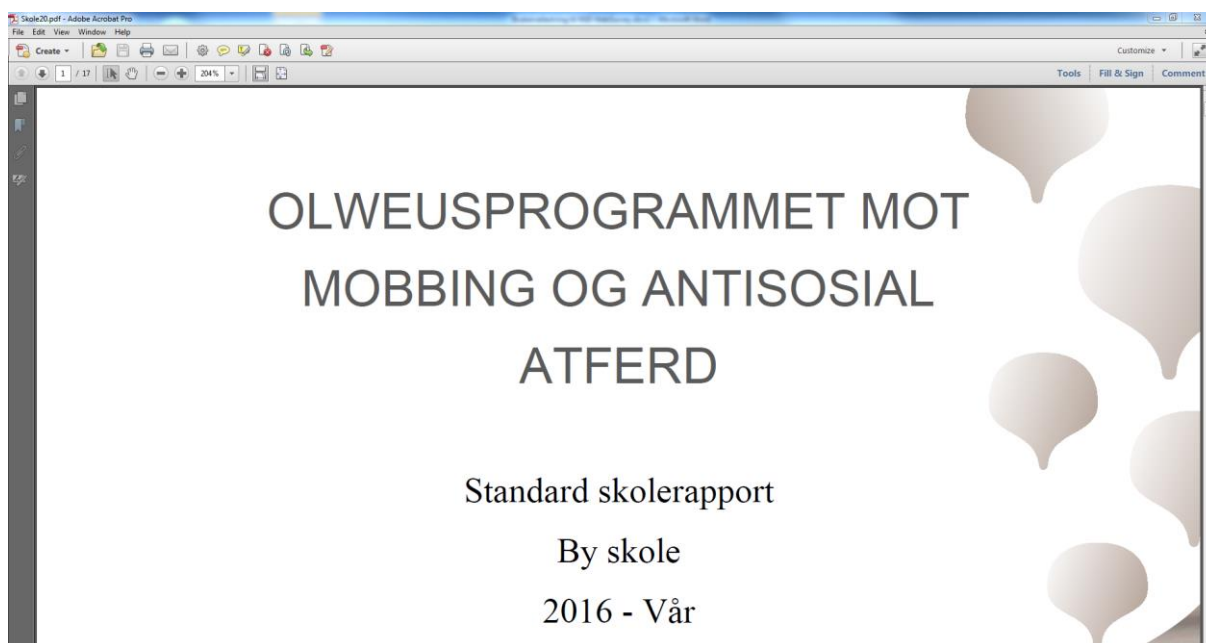 Skole20.pdf - Adobe Acrobat Pro
File Edit View Window Help
Create Customize
1 / 17 204% Tools Fill & Sign Comment
OLWEUSPROGRAMMET MOT
MOBBING OG ANTISOSIAL
ATFERD
Standard skolerapport
By skole
2016 - Vår